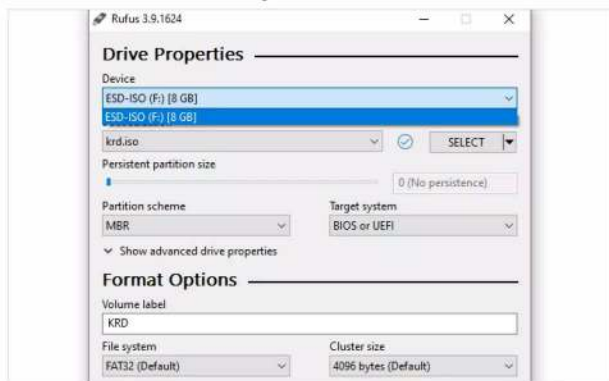 Rufus 3.9.1624
Drive Properties
Device
ESD-ISO (F:) [8 GB]
ESD-ISO (F:) [8 GB]
krd.iso SELECT
Persistent partition size
0 (No persistence)
Partition scheme Target system
MBR BIOS or UEFI
Show advanced drive properties
Format Options
Volume label
KRD
File system Cluster size
FAT32 (Default) 4096 bytes (Default)